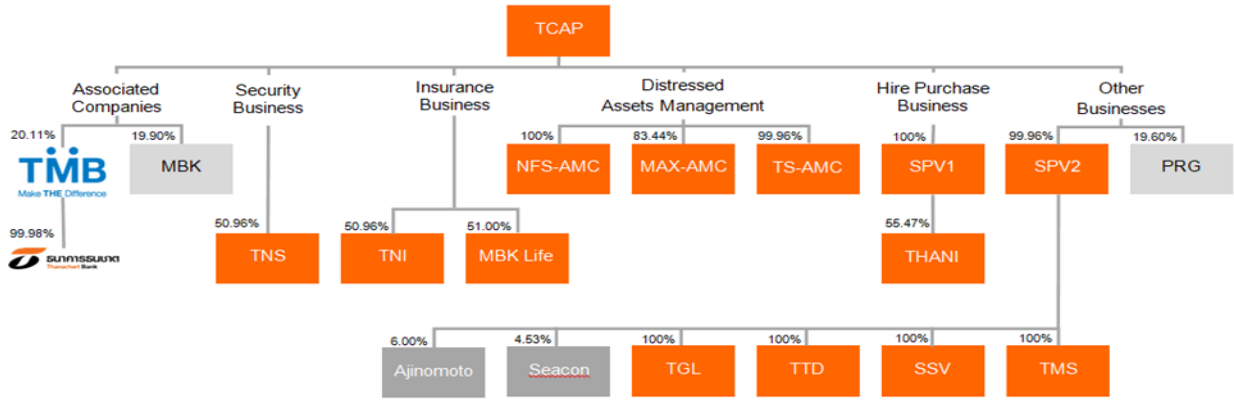 TCAP
Associated
Companies
Security
Business
Insurance
Business
Distressed
Assets Management
Hire Purchase
Business
Other
Businesses
20.11%
19.90%
100%
83.44%
99.96%
100%
99.96%
19.60%
TMB
Make THE Difference
MBK
NFS-AMC
MAX-AMC
TS-AMC
SPV1
SPV2
PRG
99.98%
50.96%
50.96%
51.00%
55.47%
ธนาคารธนชาต
Thanachart Bank
TNS
TNI
MBK Life
THANI
6.00%
4.53%
100%
100%
100%
100%
Ajinomoto
Seacon
TGL
TTD
SSV
TMS